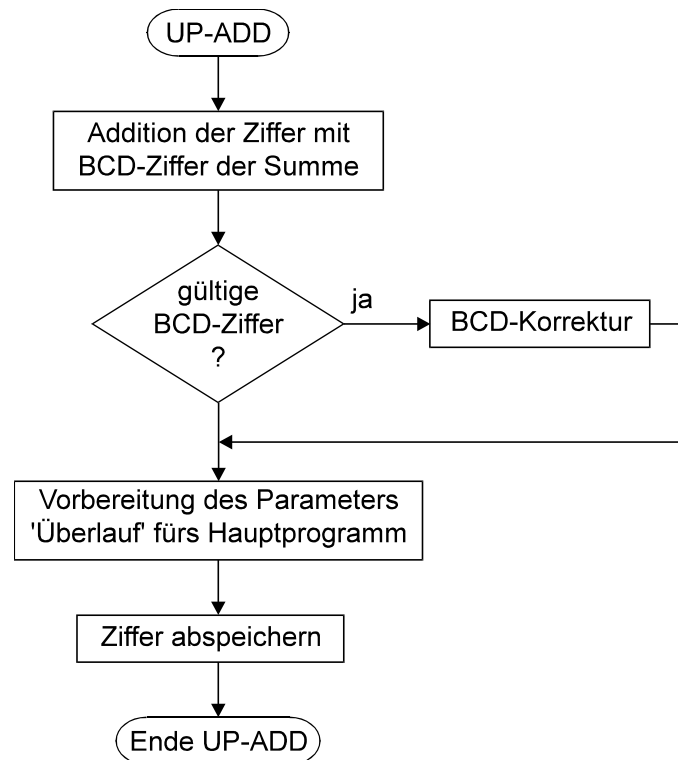 UP-ADD
Addition der Ziffer mit
BCD-Ziffer der Summe
gültige
BCD-Ziffer
?
ja
BCD-Korrektur
Vorbereitung des Parameters
'Überlauf' fürs Hauptprogramm
Ziffer abspeichern
Ende UP-ADD